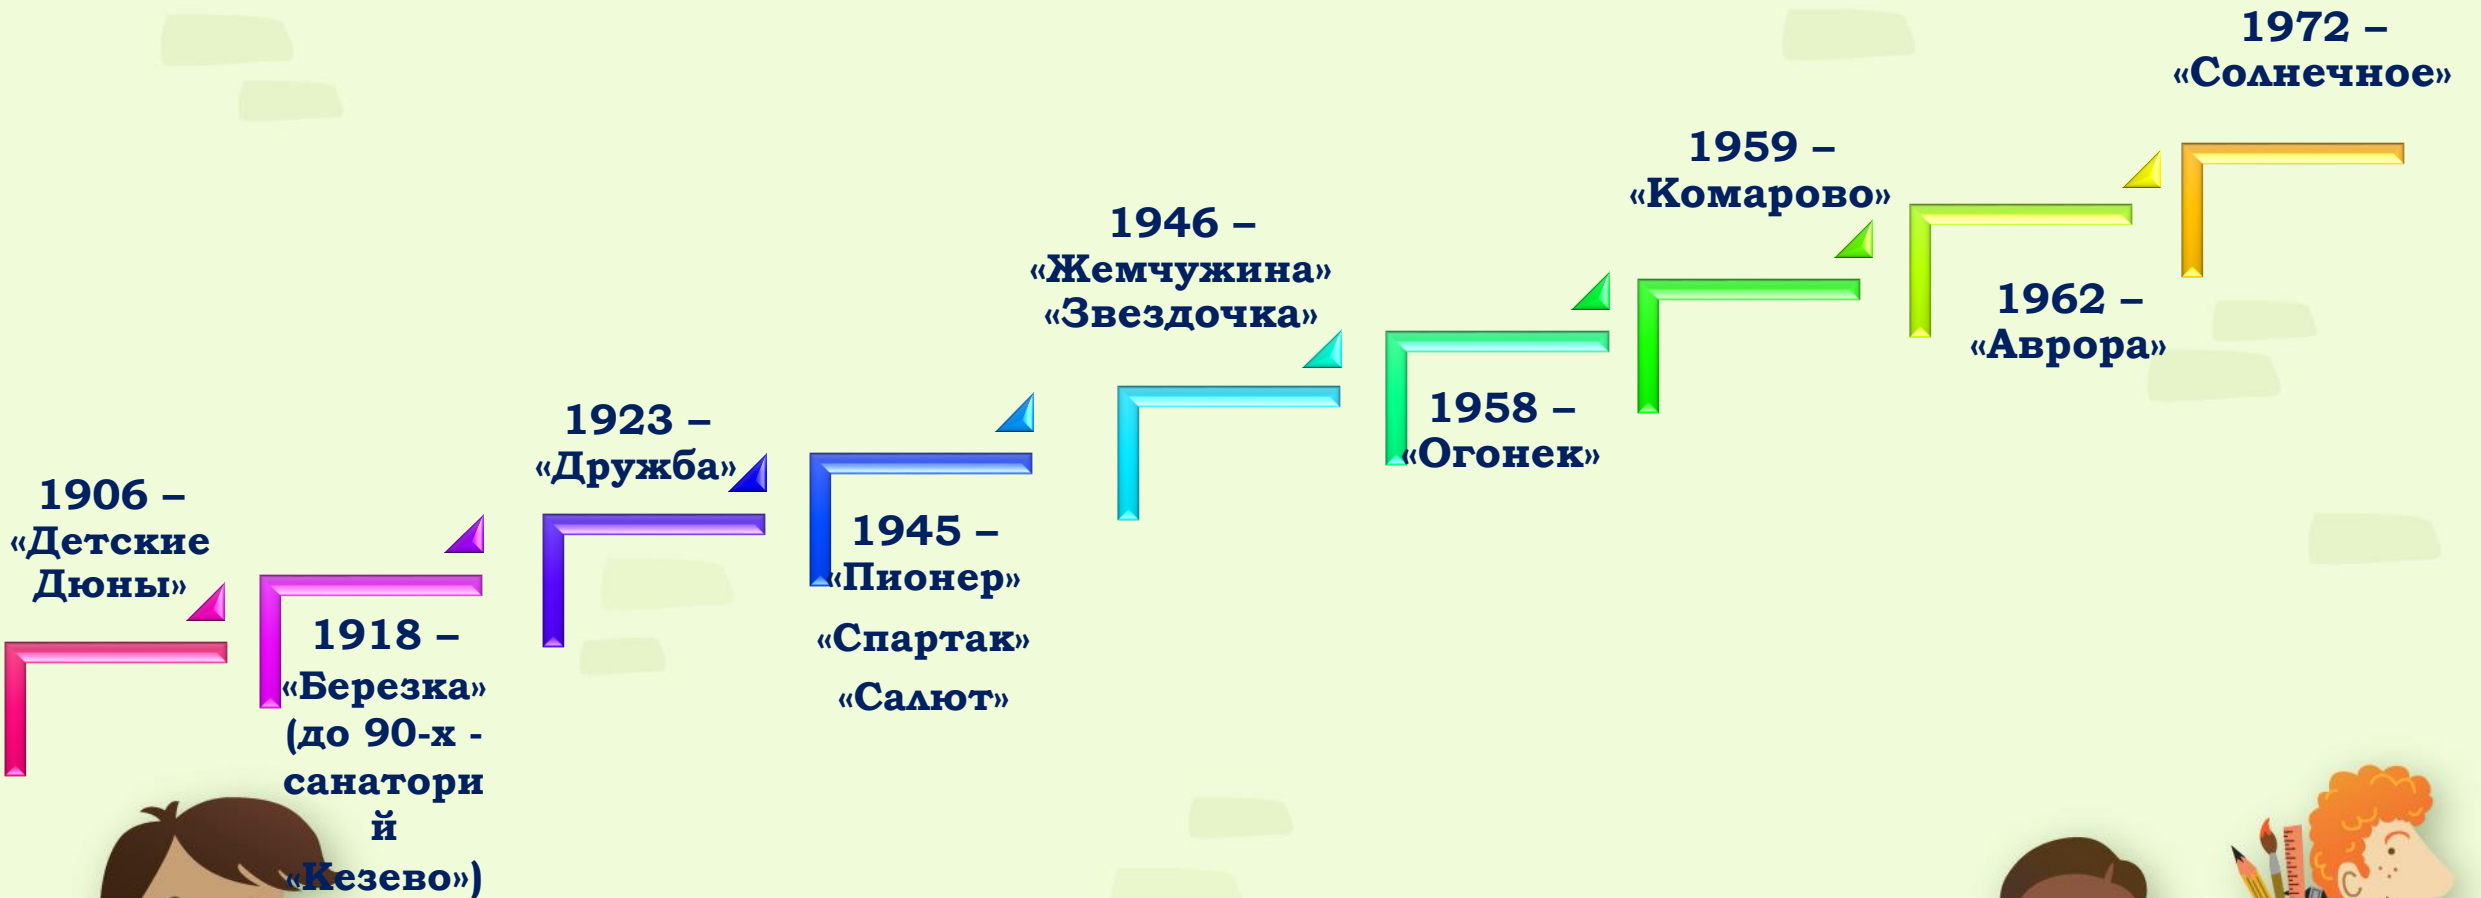 1906 –
«Детские
Дюны»
1918 –
«Березка»
(до 90-х -
санатори
й
«Кезево»)
1923 –
«Дружба»
1945 –
«Пионер»
«Спартак»
«Салют»
1946 –
«Жемчужина»
«Звездочка»
1958 –
«Огонек»
1959 –
«Комарово»
1962 –
«Аврора»
1972 –
«Солнечное»